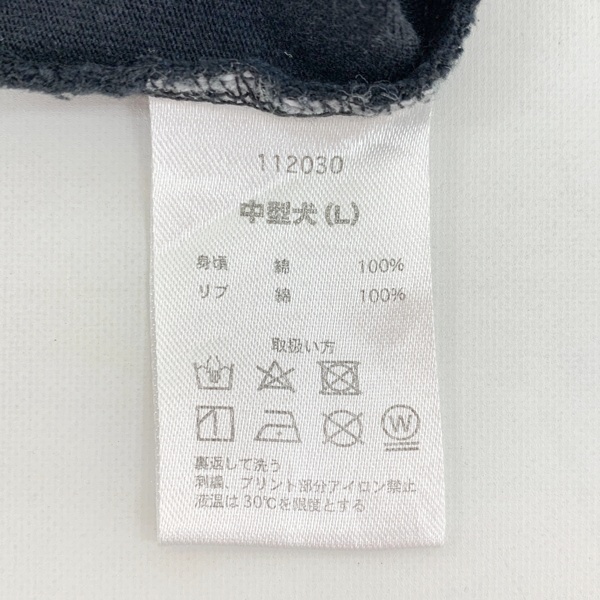 112030
中型犬(L)
身頃 綿 100%
リブ 綿 100%
取扱い方
W
裏返して洗う
刺繍、プリント部分アイロン禁止
液温は30℃を限度とする